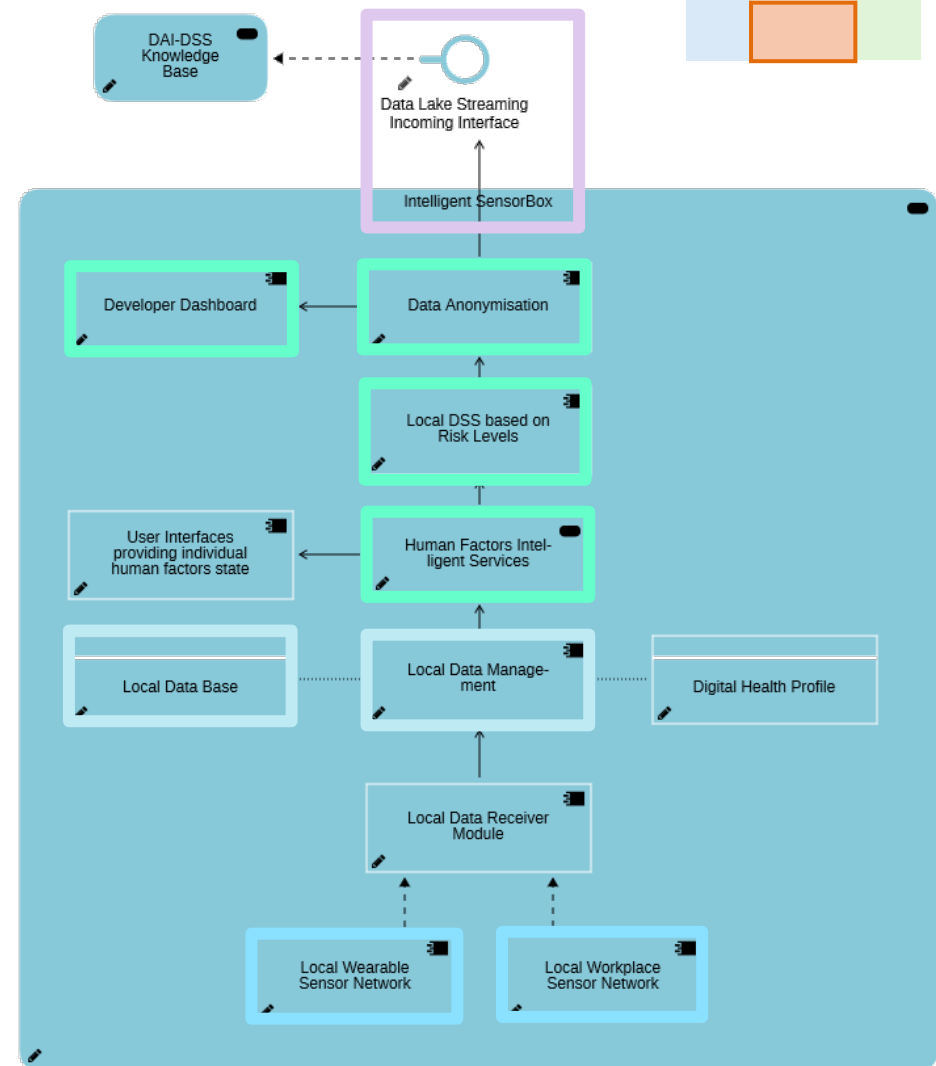 DAI-DSS
Knowledge
Base
Data Lake Streaming
Incoming Interface
Intelligent SensorBox
Developer Dashboard
Data Anonymisation
Local DSS based on
Risk Levels
User Interfaces
providing individual
human factors state
Human Factors Intel-
ligent Services
Local Data Base
Local Data Manage-
ment
Digital Health Profile
Local Data Receiver
Module
Local Wearable
Sensor Network
Local Workplace
Sensor Network